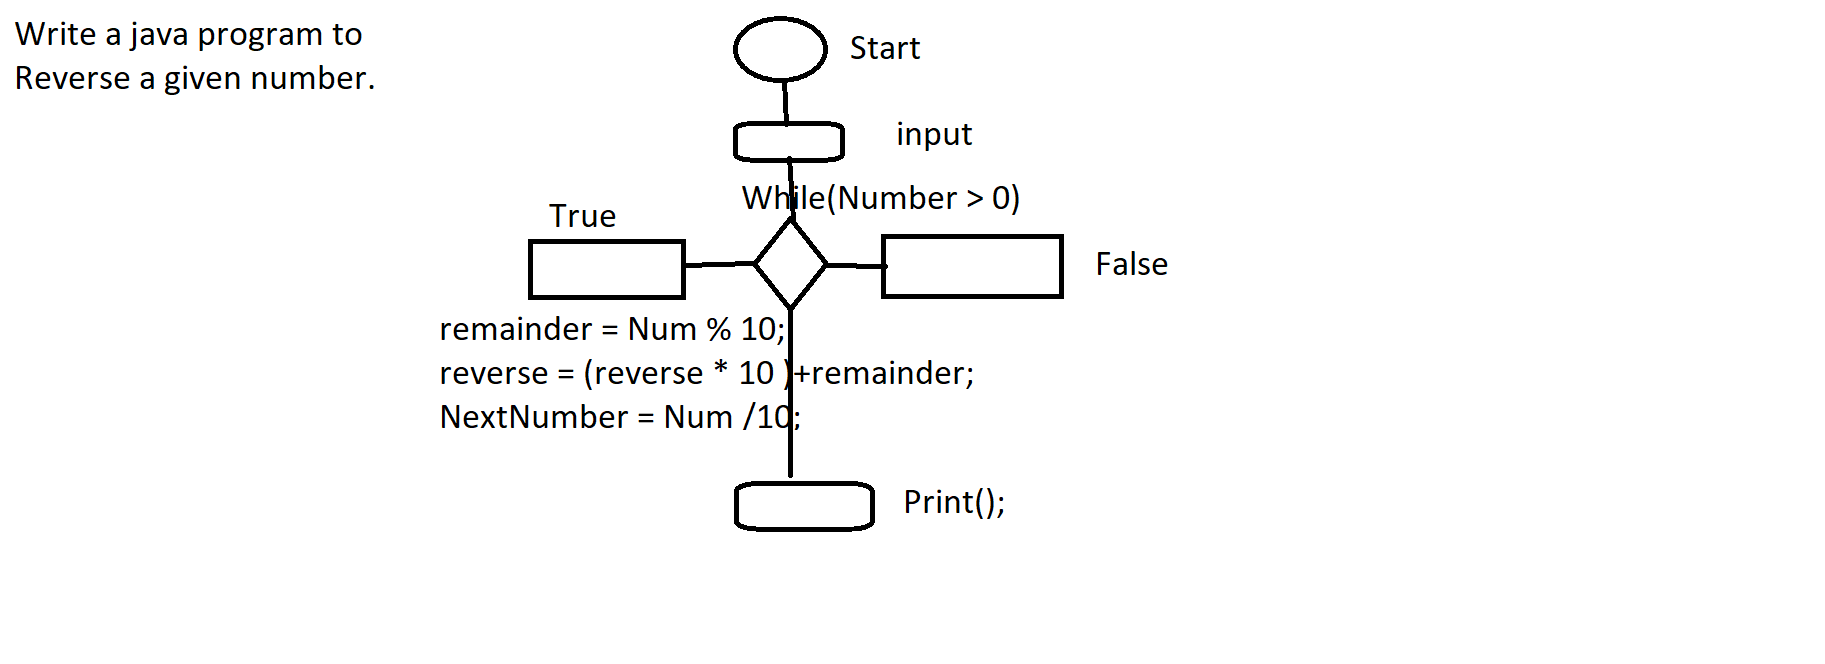 Write a java program to
Reverse a given number.
Start
input
While(Number > 0)
True
False
remainder = Num % 10;
reverse = (reverse * 10 )+remainder;
NextNumber = Num /10;
Print();